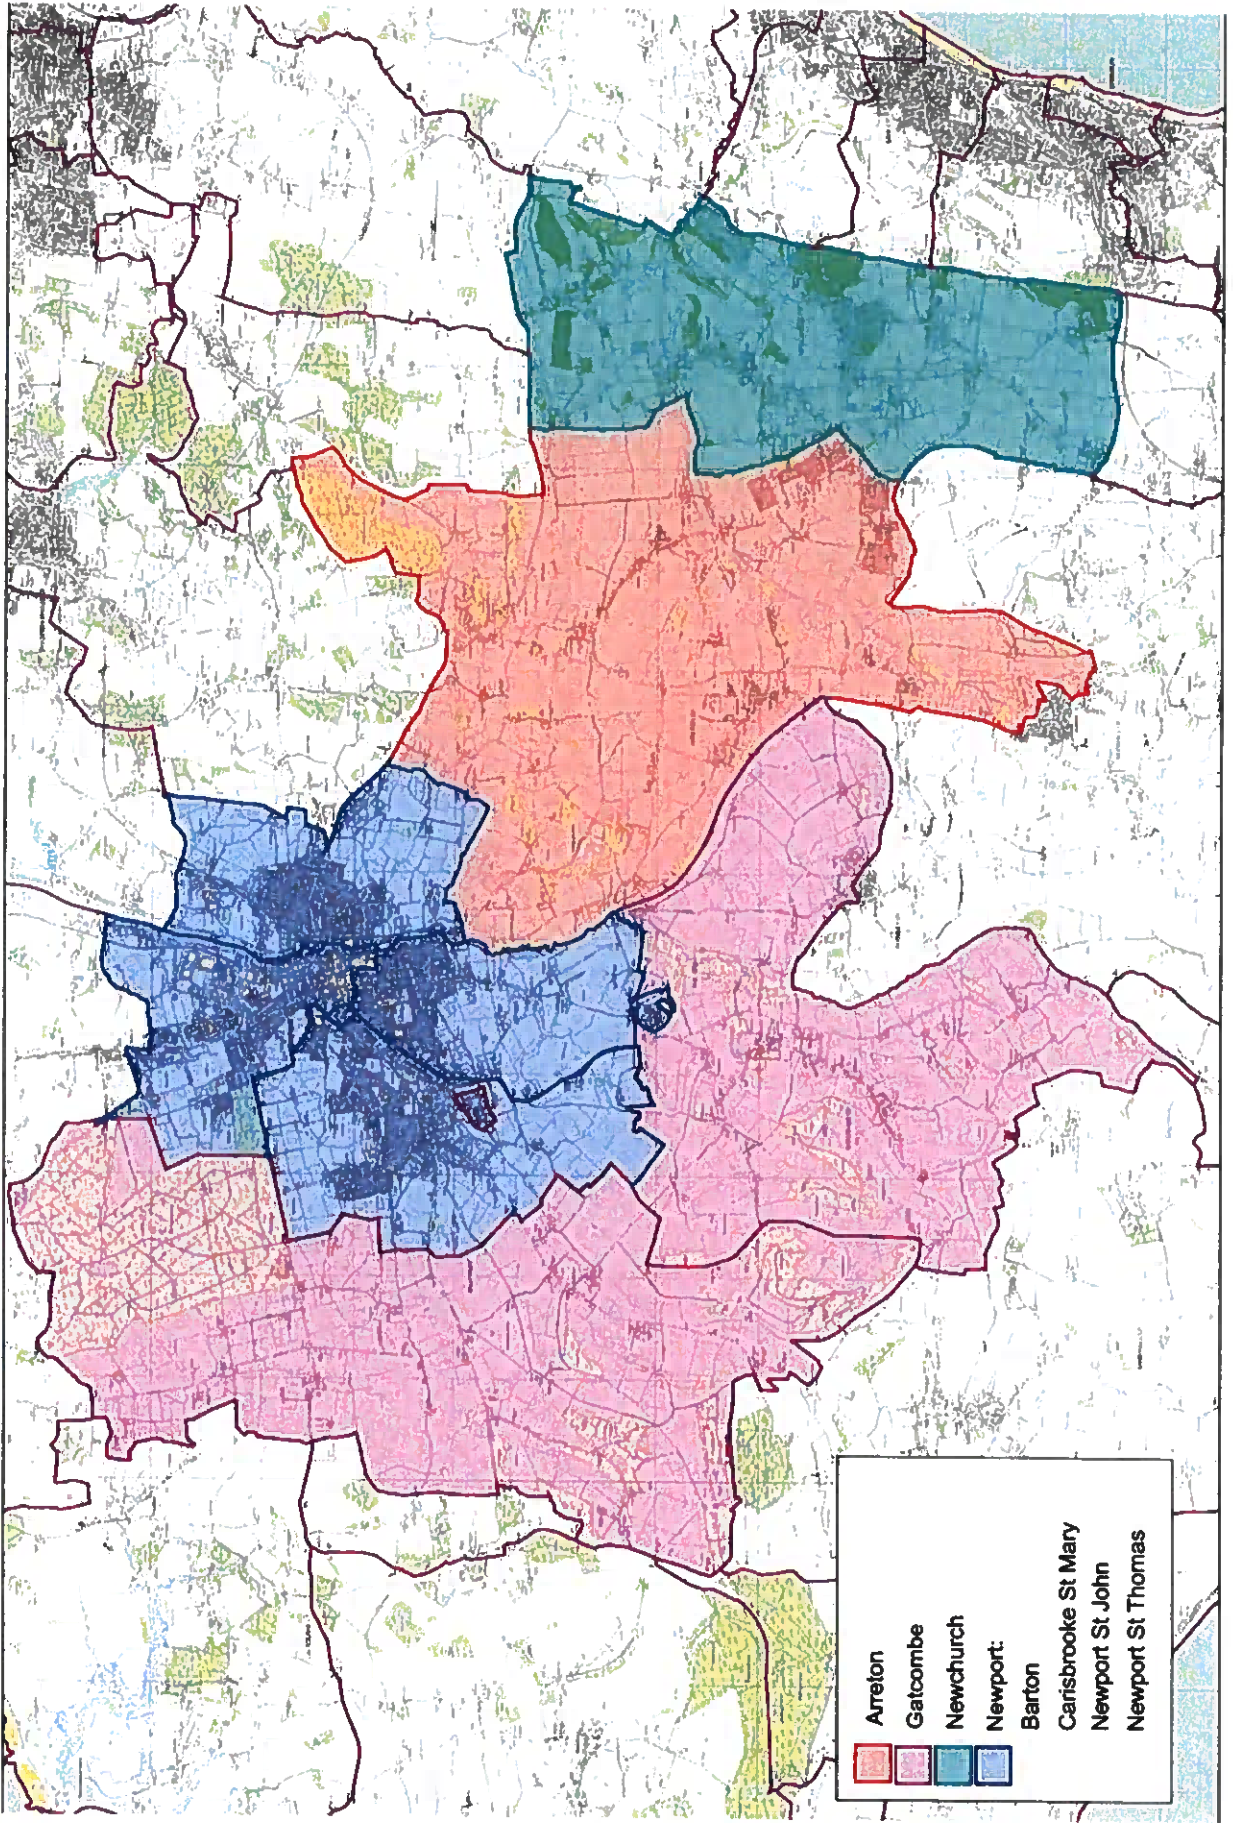 Arreton
Gatcombe
Newchurch
Newport:
Barton
Carisbrooke St Mary
Newport St John
Newport St Thomas